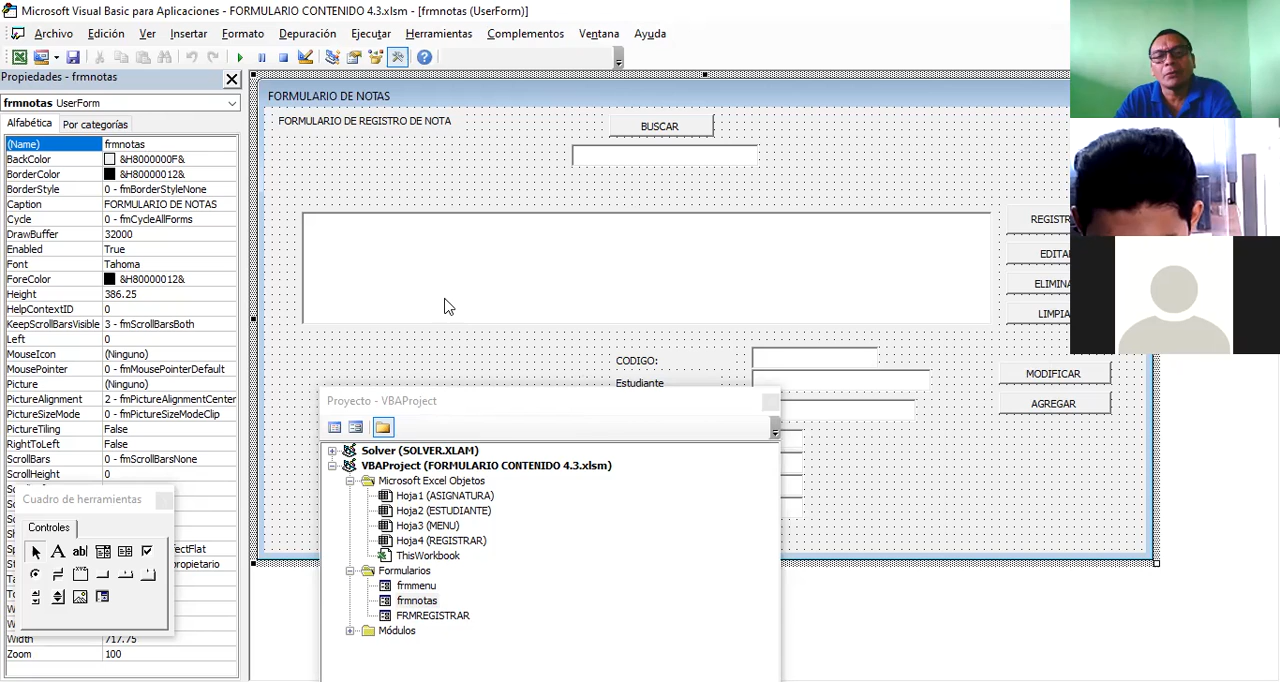 Microsoft Visual Basic para Aplicaciones - FORMULARIO CONTENIDO 4.3.xlsm - [frmnotas (UserForm)]
Archivo Edición Ver Insertar Formato Depuración Ejecutar Herramientas Complementos Ventana Ayuda
Propiedades - frmnotas
frmnotas UserForm
Alfabética Por categorías
(Name) frmnotas
BackColor &H8000000F&
BorderColor &H80000012&
BorderStyle 0 - fmBorderStyleNone
Caption FORMULARIO DE NOTAS
Cycle 0 - fmCycleAllForms
DrawBuffer 32000
Enabled True
Font Tahoma
ForeColor &H80000012&
Height 386.25
HelpContextID 0
KeepScrollBarsVisible 3 - fmScrollBarsBoth
Left 0
MouseIcon (Ninguno)
MousePointer 0 - fmMousePointerDefault
Picture (Ninguno)
PictureAlignment 2 - fmPictureAlignmentCenter
PictureSizeMode 0 - fmPictureSizeModeClip
PictureTiling False
RightToLeft False
ScrollBars 0 - fmScrollBarsNone
ScrollHeight 0
Width 717.75
Zoom 100
Cuadro de herramientas
Controles
FORMULARIO DE NOTAS
FORMULARIO DE REGISTRO DE NOTA
BUSCAR
REGISTR
EDITA
ELIMINA
LIMPIA
CODIGO:
Estudiante
MODIFICAR
AGREGAR
Proyecto - VBAProject
Solver (SOLVER.XLAM)
VBAProject (FORMULARIO CONTENIDO 4.3.xlsm)
Microsoft Excel Objetos
Hoja1 (ASIGNATURA)
Hoja2 (ESTUDIANTE)
Hoja3 (MENU)
Hoja4 (REGISTRAR)
ThisWorkbook
Formularios
frmmenu
frmnotas
FRMREGISTRAR
Módulos